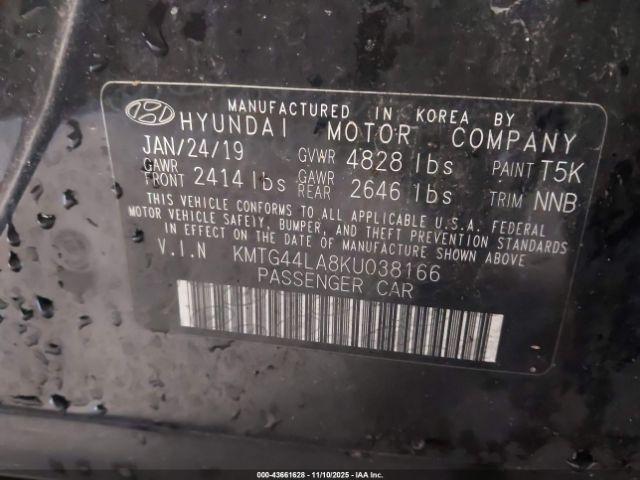 MANUFACTURED IN KOREA BY
HYUNDAI MOTOR COMPANY
JAN/24/19 GVWR 4828 lbs PAINT T5K
GAWR FRONT 2414 lbs GAWR REAR 2646 lbs TRIM NNB
THIS VEHICLE CONFORMS TO ALL APPLICABLE U.S.A. FEDERAL
MOTOR VEHICLE SAFETY, BUMPER, AND THEFT PREVENTION STANDARDS
IN EFFECT ON THE DATE OF MANUFACTURE SHOWN ABOVE.
V.I.N KMTG44LA8KU038166
PASSENGER CAR
000-43661628 - 11/10/2025 - IAA Inc.